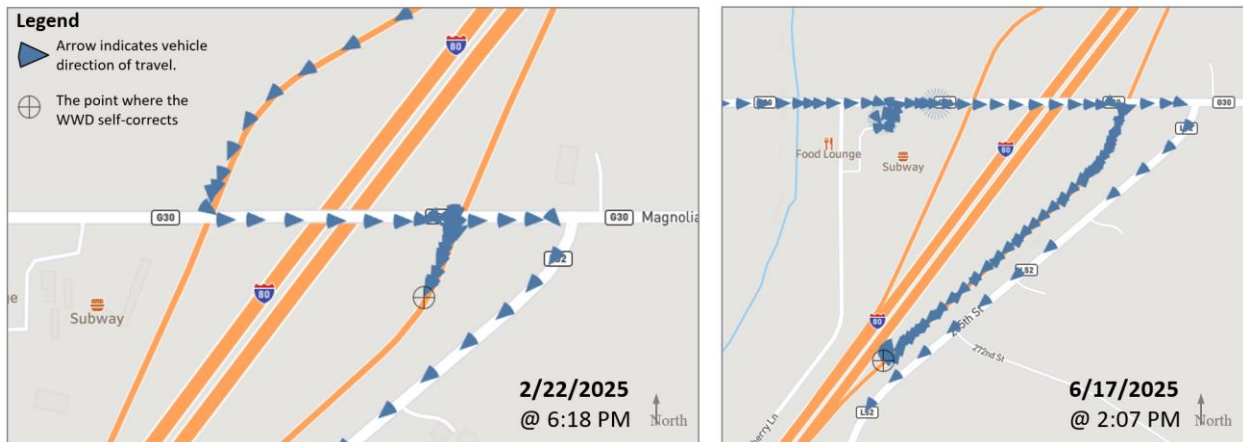 Legend
Arrow indicates vehicle
direction of travel.
The point where the
WWD self-corrects
80
G30
G30
Magnolia
L52
80
Subway
2/22/2025
@ 6:18 PM
North
G30
80
Food Lounge
Subway
L52
L52
80
272nd St
L52
6/17/2025
@ 2:07 PM
North